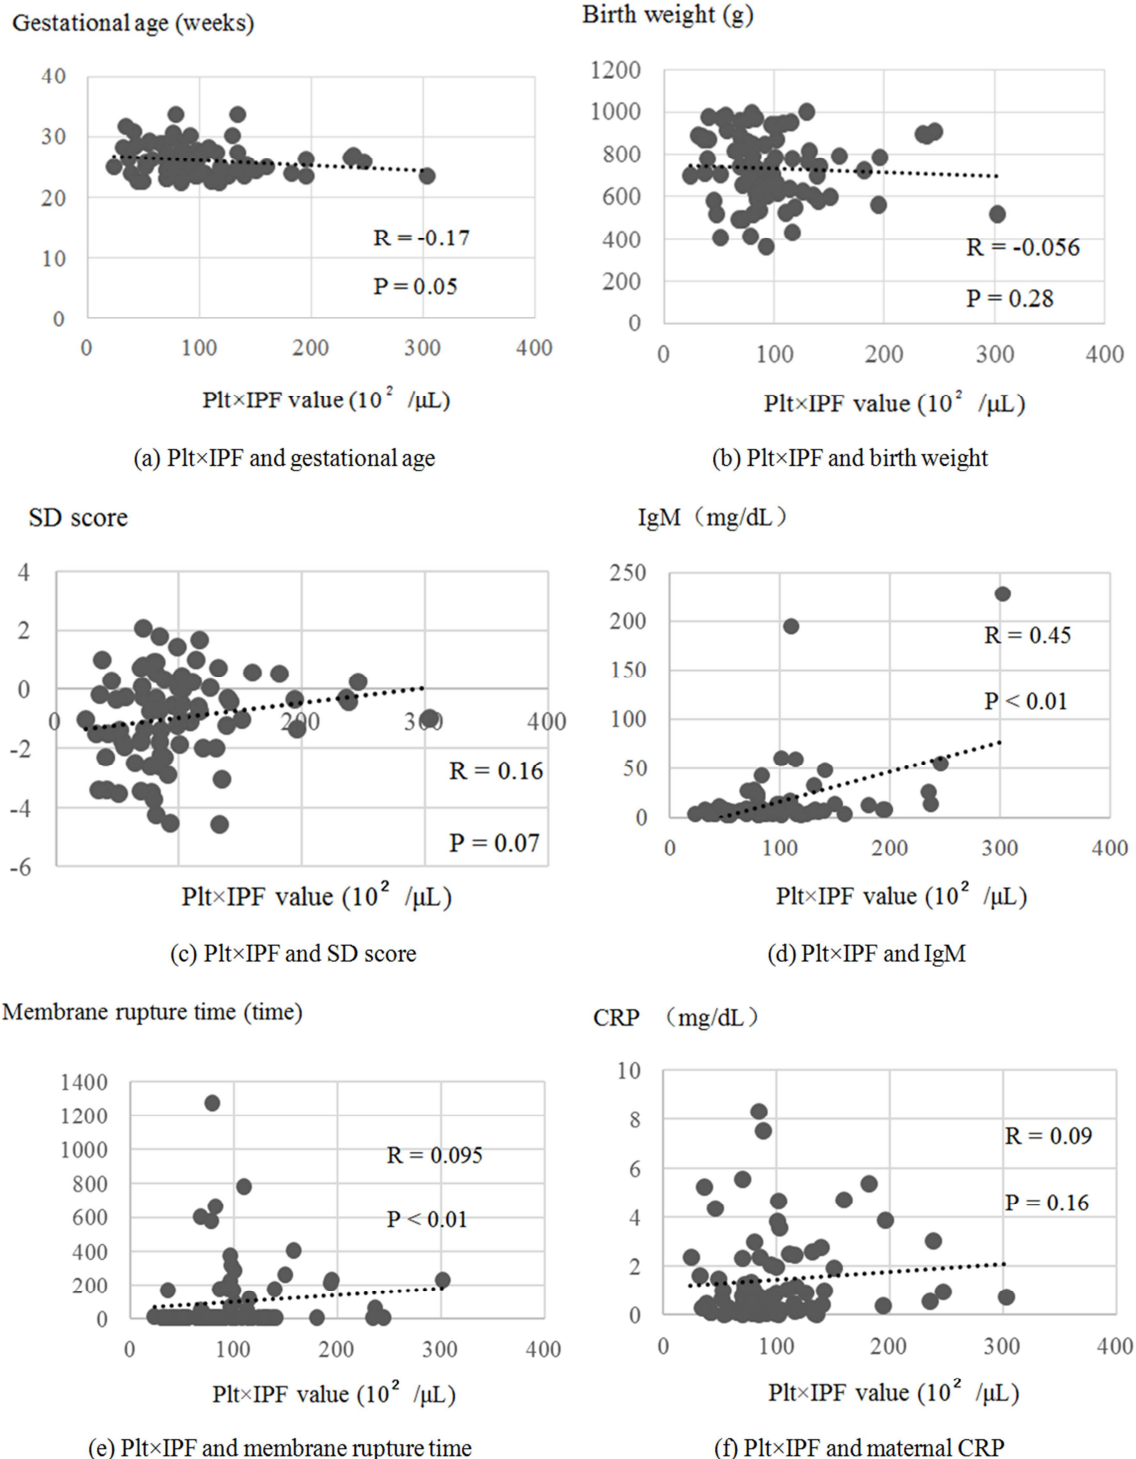 Gestational age (weeks)
40
30
20
10
0
0 100 200 300 400
R = -0.17
P = 0.05
Plt×IPF value (10² /μL)
(a) Plt×IPF and gestational age
Birth weight (g)
1200
1000
800
600
400
200
0
0 100 200 300 400
R = -0.056
P = 0.28
Plt×IPF value (10² /μL)
(b) Plt×IPF and birth weight
SD score
4
2
0
-2
-4
-6
0 200 400
R = 0.16
P = 0.07
Plt×IPF value (10² /μL)
(c) Plt×IPF and SD score
IgM（mg/dL）
250
200
150
100
50
0
0 100 200 300 400
R = 0.45
P < 0.01
Plt×IPF value (10² /μL)
(d) Plt×IPF and IgM
Membrane rupture time (time)
1400
1200
1000
800
600
400
200
0
0 100 200 300 400
R = 0.095
P < 0.01
Plt×IPF value (10² /μL)
(e) Plt×IPF and membrane rupture time
CRP （mg/dL）
10
8
6
4
2
0
0 100 200 300 400
R = 0.09
P = 0.16
Plt×IPF value (10² /μL)
(f) Plt×IPF and maternal CRP